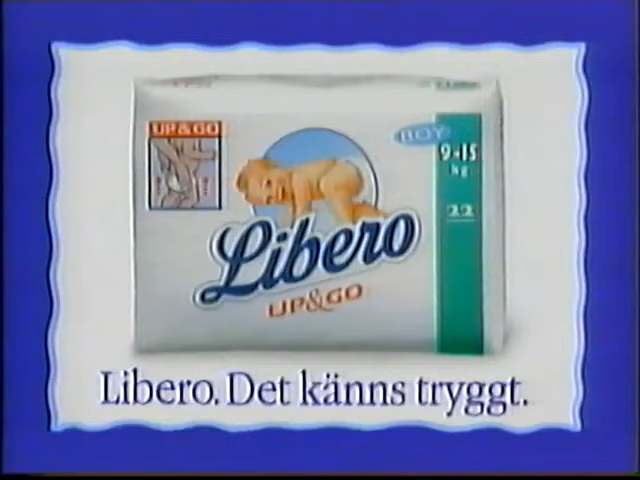 UP&GO
BOY
9-15
kg
22
Libero
UP&GO
Libero. Det känns tryggt.